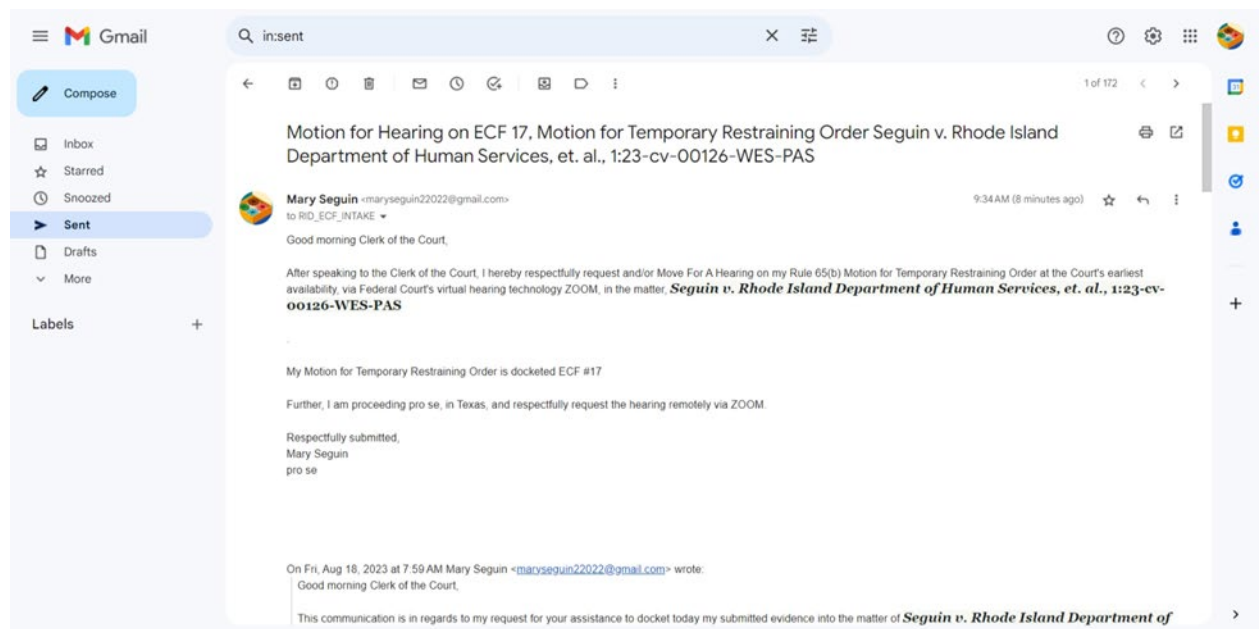 Gmail
in:sent
Compose
1 of 172
Inbox
Starred
Snoozed
Sent
Drafts
More
Labels
Motion for Hearing on ECF 17, Motion for Temporary Restraining Order Seguin v. Rhode Island
Department of Human Services, et. al., 1:23-cv-00126-WES-PAS
Mary Seguin <maryseguin22022@gmail.com>
9:34 AM (8 minutes ago)
to RID_ECF_INTAKE
Good morning Clerk of the Court,
After speaking to the Clerk of the Court, I hereby respectfully request and/or Move For A Hearing on my Rule 65(b) Motion for Temporary Restraining Order at the Court's earliest
availability, via Federal Court's virtual hearing technology ZOOM, in the matter, Seguin v. Rhode Island Department of Human Services, et. al., 1:23-cv-
00126-WES-PAS
.
My Motion for Temporary Restraining Order is docketed ECF #17
Further, I am proceeding pro se, in Texas, and respectfully request the hearing remotely via ZOOM.
Respectfully submitted,
Mary Seguin
pro se
On Fri, Aug 18, 2023 at 7:59 AM Mary Seguin <maryseguin22022@gmail.com> wrote:
Good morning Clerk of the Court,
This communication is in regards to my request for your assistance to docket today my submitted evidence into the matter of Seguin v. Rhode Island Department of
31